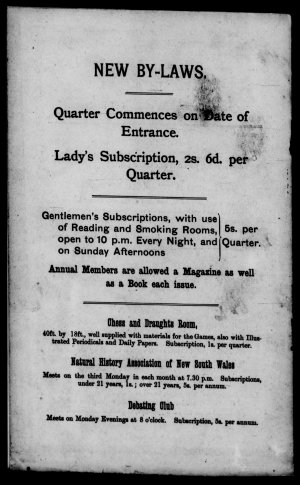 NEW BY-LAWS.
Quarter Commences on Date of
Entrance.
Lady's Subscription, 2s. 6d. per
Quarter.
Gentlemen's Subscriptions, with use
of Reading and Smoking Rooms, 5s. per
open to 10 p.m. Every Night, and Quarter.
on Sunday Afternoons
Annual Members are allowed a Magazine as well
as a Book each issue.
Chess and Draughts Room,
40ft. by 18ft., well supplied with materials for the Games, also with Illus-
trated Periodicals and Daily Papers. Subscription, 1s. per quarter.
Natural History Association of New South Wales
Meets on the third Monday in each month at 7.30 p.m. Subscriptions,
under 21 years, 1s.; over 21 years, 5s. per annum.
Debating Club
Meets on Monday Evenings at 8 o'clock. Subscription, 5s. per annum.